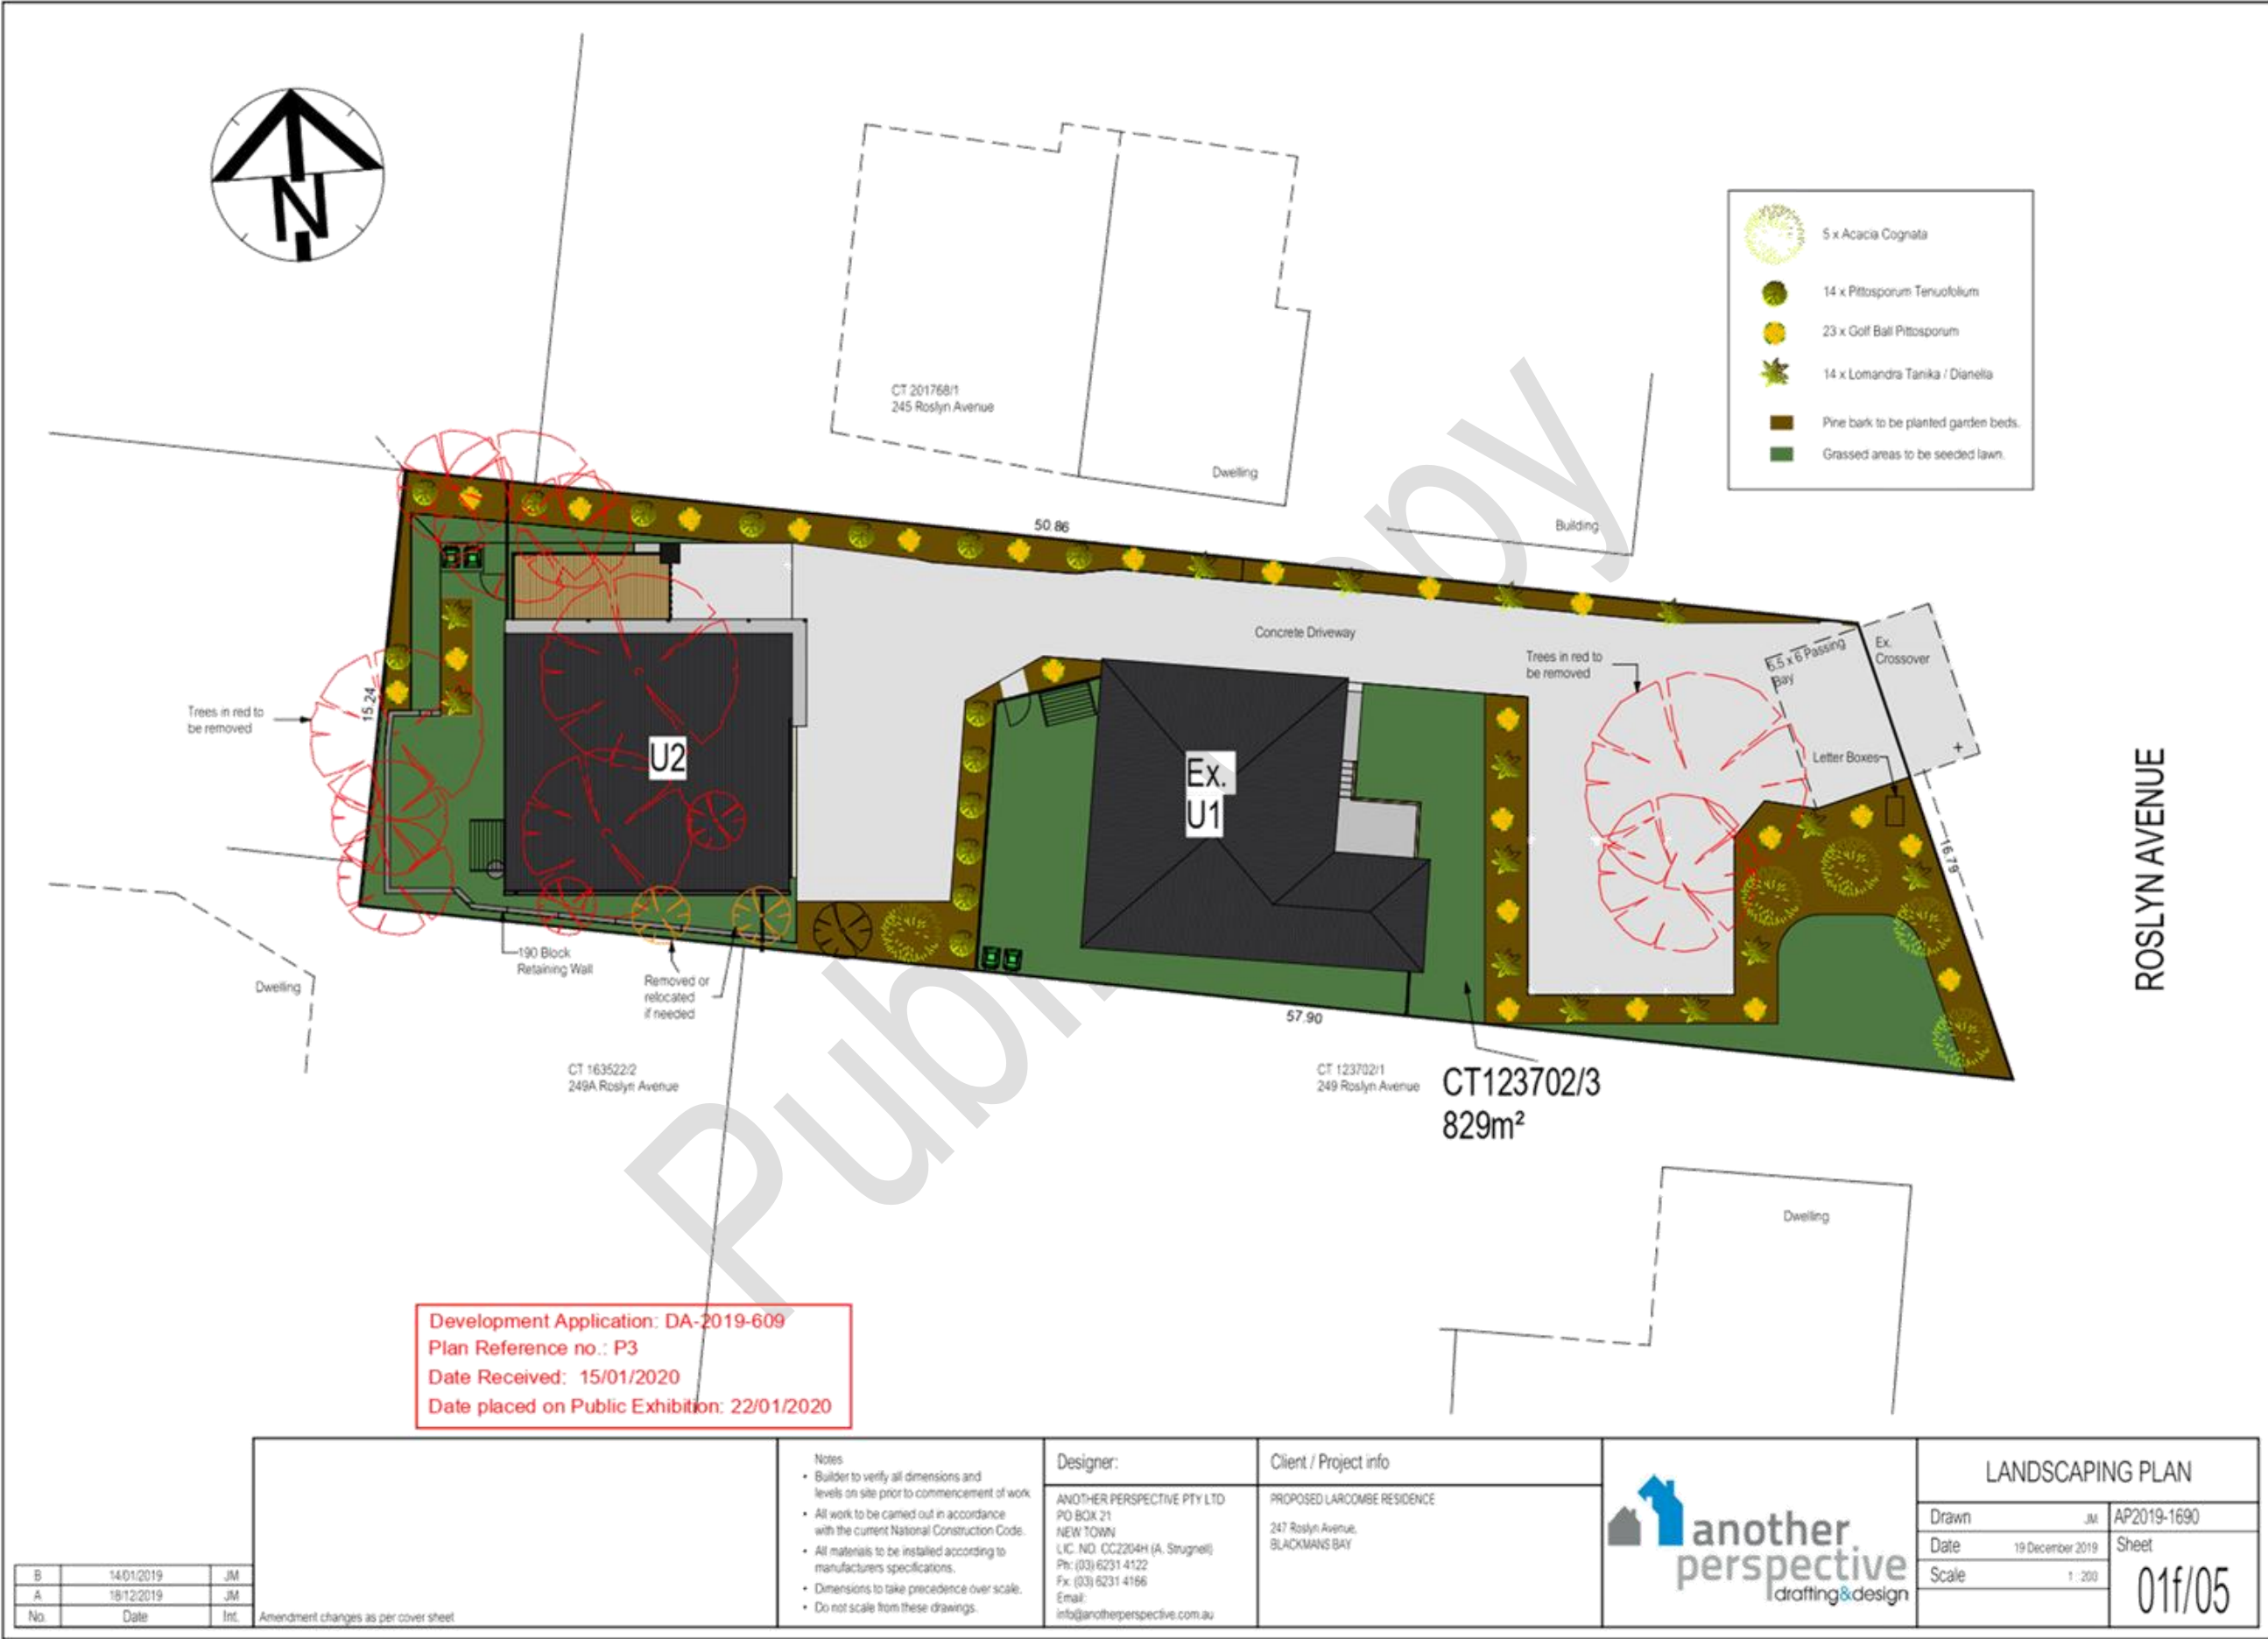 N
5 x Acacia Cognata
14 x Pittosporum Tenuofolium
23 x Golf Ball Pittosporum
14 x Lomandra Tanika / Dianella
Pine bark to be planted garden beds.
Grassed areas to be seeded lawn.
CT 201768/1
245 Roslyn Avenue
Dwelling
Building
50.86
Concrete Driveway
Trees in red to
be removed
6.5 x 6 Passing
Bay
Ex.
Crossover
Letter Boxes
16.79
ROSLYN AVENUE
Trees in red to
be removed
15.24
U2
Ex.
U1
190 Block
Retaining Wall
Removed or
relocated
if needed
Dwelling
57.90
CT 163522/2
249A Roslyn Avenue
CT 123702/1
249 Roslyn Avenue
CT123702/3
829m²
Dwelling
Public Copy
Development Application: DA-2019-609
Plan Reference no.: P3
Date Received: 15/01/2020
Date placed on Public Exhibition: 22/01/2020
B 14/01/2019 JM
A 18/12/2019 JM
No. Date Int.
Amendment changes as per cover sheet
Notes
• Builder to verify all dimensions and
levels on site prior to commencement of work
• All work to be carried out in accordance
with the current National Construction Code.
• All materials to be installed according to
manufacturers specifications.
• Dimensions to take precedence over scale.
• Do not scale from these drawings.
Designer:
ANOTHER PERSPECTIVE PTY LTD
PO BOX 21
NEW TOWN
LIC. NO. CC2204H (A. Strugnell)
Ph: (03) 6231 4122
Fx: (03) 6231 4166
Email:
info@anotherperspective.com.au
Client / Project info
PROPOSED LARCOMBE RESIDENCE
247 Roslyn Avenue,
BLACKMANS BAY
another
perspective
drafting&design
LANDSCAPING PLAN
Drawn JM
Date 19 December 2019
Scale 1 : 200
AP2019-1690
Sheet
01f/05